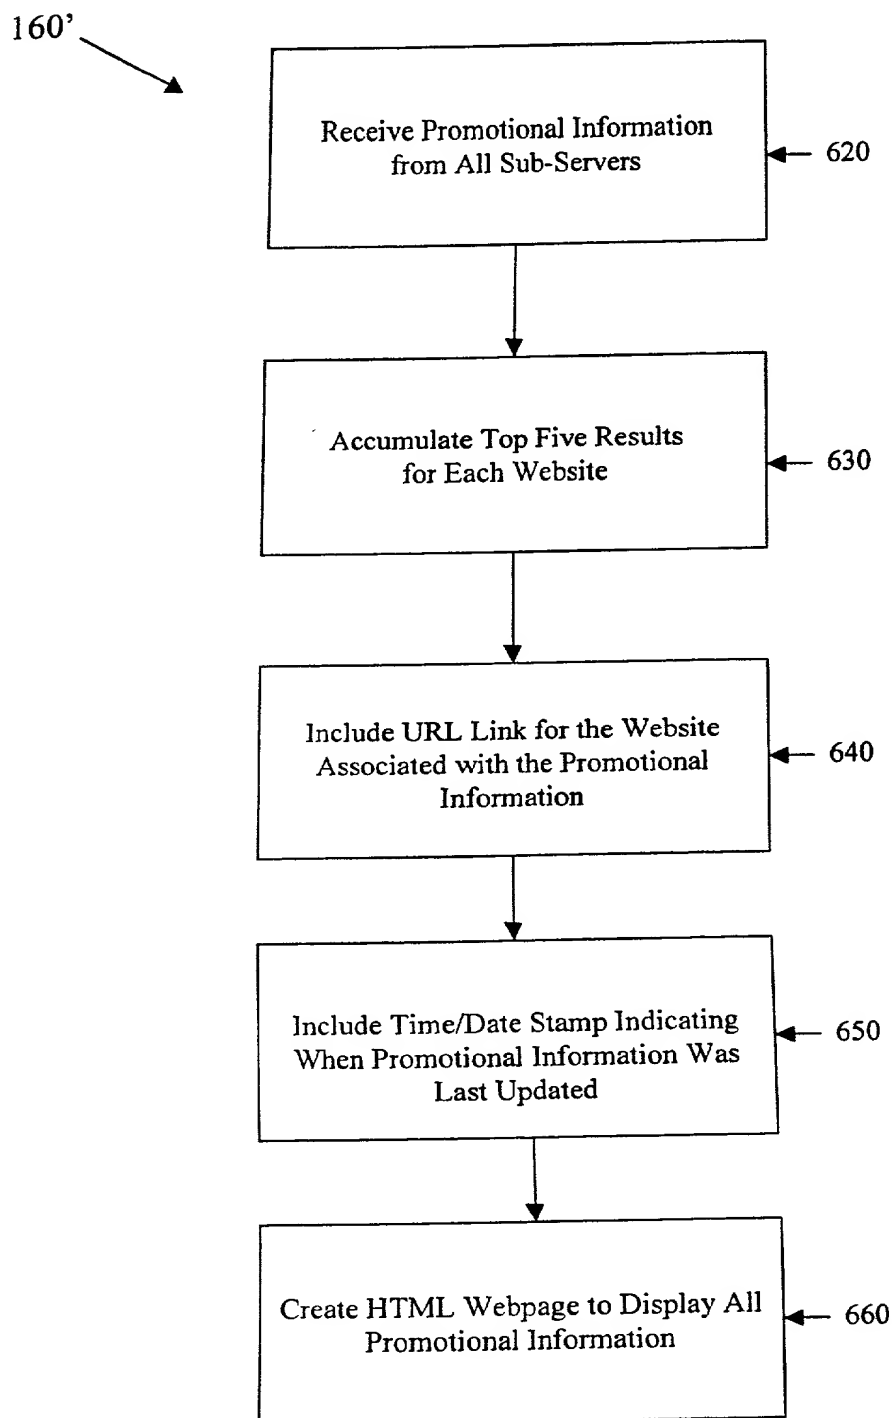 160'
Receive Promotional Information
from All Sub-Servers
620
Accumulate Top Five Results
for Each Website
630
Include URL Link for the Website
Associated with the Promotional
Information
640
Include Time/Date Stamp Indicating
When Promotional Information Was
Last Updated
650
Create HTML Webpage to Display All
Promotional Information
660